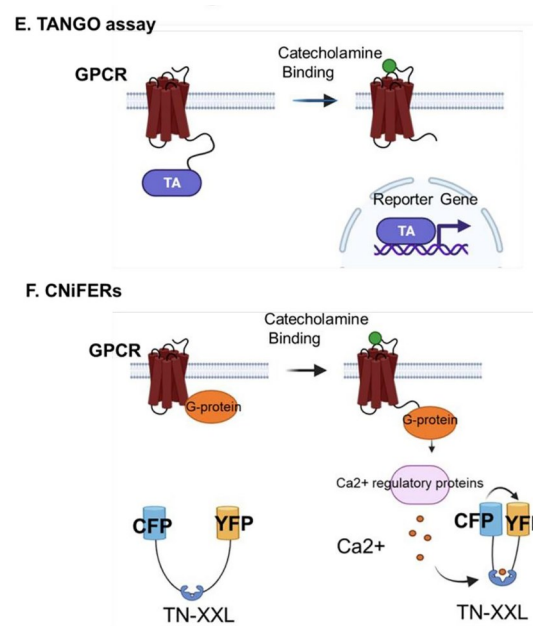 E. TANGO assay
Catecholamine
Binding
GPCR
TA
Reporter Gene
TA
F. CNiFERs
Catecholamine
Binding
GPCR
G-protein
G-protein
Ca2+ regulatory proteins
CFP
YFP
CFP
YF
Ca2+
TN-XXL
TN-XXL